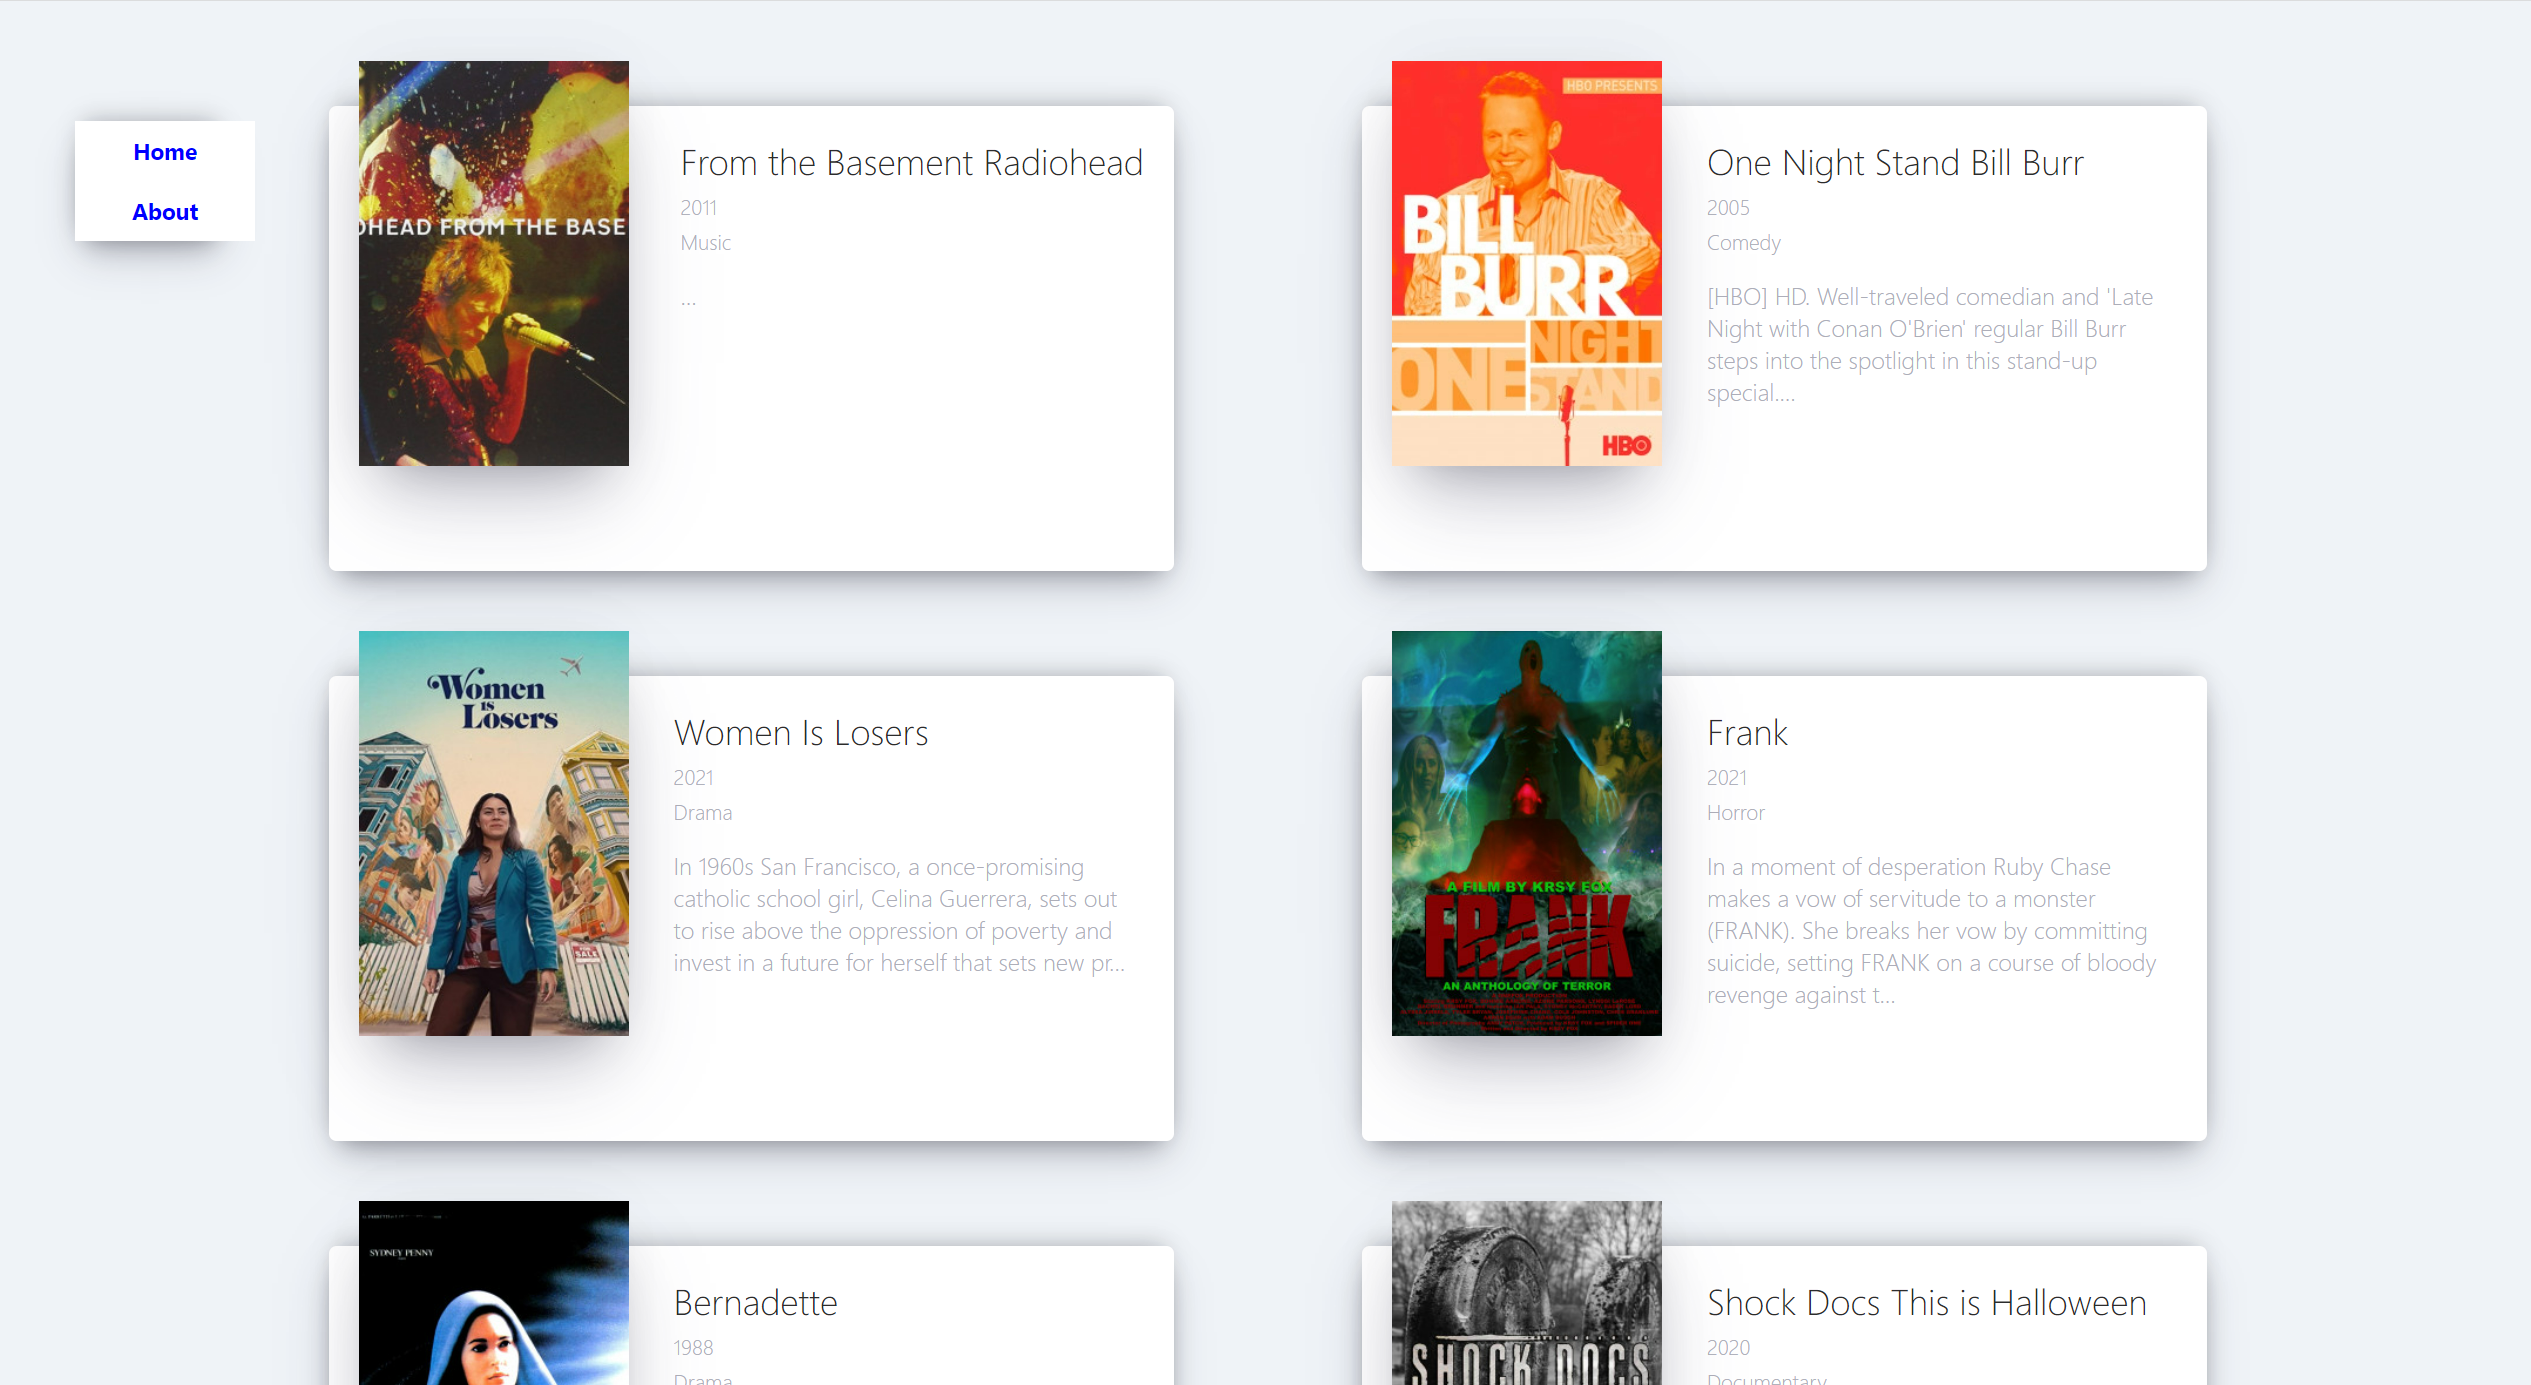 Home
About
OHEAD FROM THE BASE
From the Basement Radiohead
2011
Music
...
HBO PRESENTS
BILL
BURR
NIGHT
ONE
STAND
HBO
One Night Stand Bill Burr
2005
Comedy
[HBO] HD. Well-traveled comedian and 'Late
Night with Conan O'Brien' regular Bill Burr
steps into the spotlight in this stand-up
special....
Women
is
Losers
SALE
Women Is Losers
2021
Drama
In 1960s San Francisco, a once-promising
catholic school girl, Celina Guerrera, sets out
to rise above the oppression of poverty and
invest in a future for herself that sets new pr...
A FILM BY KRSY FOX
FRANK
AN ANTHOLOGY OF TERROR
Frank
2021
Horror
In a moment of desperation Ruby Chase
makes a vow of servitude to a monster
(FRANK). She breaks her vow by committing
suicide, setting FRANK on a course of bloody
revenge against t...
SYDNEY PENNY
Bernadette
1988
Drama
SHOCK DOCS
Shock Docs This is Halloween
2020
Documentary